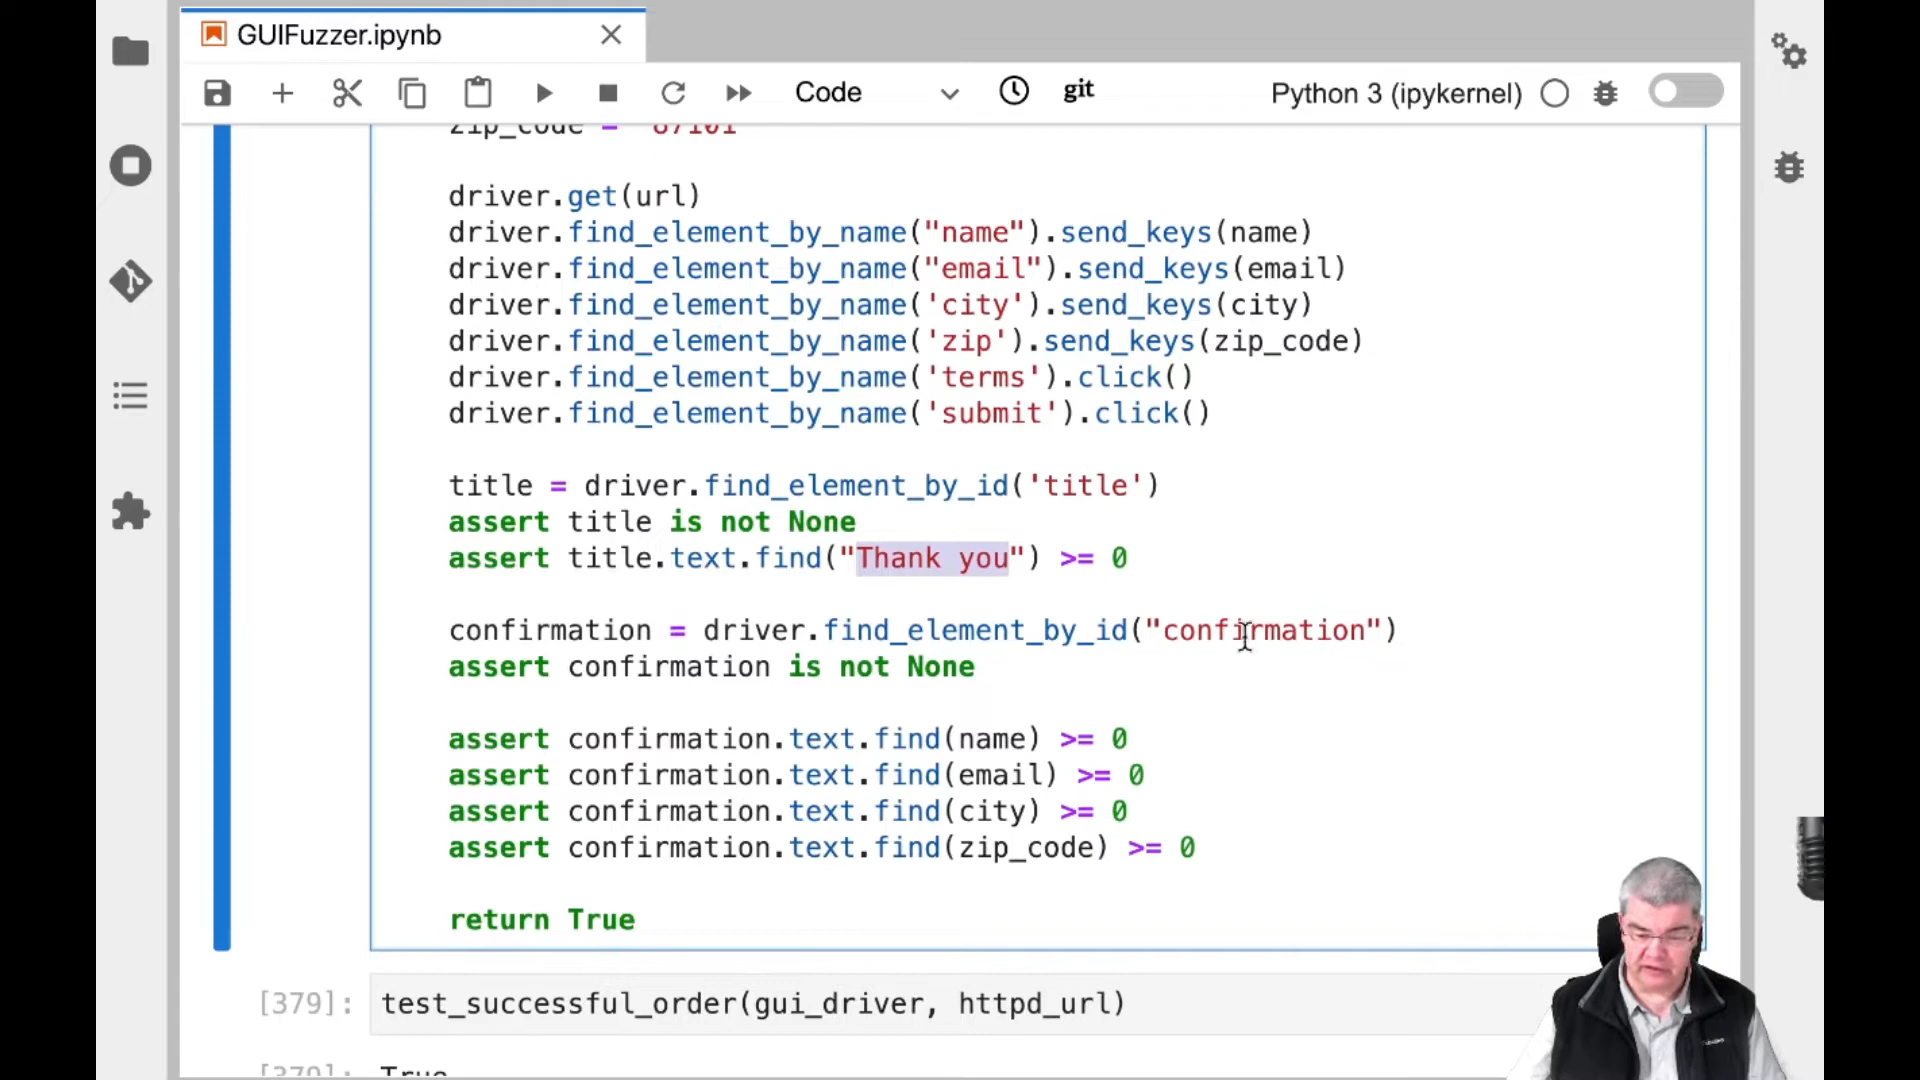 GUIFuzzer.ipynb
Code
git
Python 3 (ipykernel)
zip_code = "87101"
driver.get(url)
driver.find_element_by_name("name").send_keys(name)
driver.find_element_by_name("email").send_keys(email)
driver.find_element_by_name('city').send_keys(city)
driver.find_element_by_name('zip').send_keys(zip_code)
driver.find_element_by_name('terms').click()
driver.find_element_by_name('submit').click()
title = driver.find_element_by_id('title')
assert title is not None
assert title.text.find("Thank you") >= 0
confirmation = driver.find_element_by_id("confirmation")
assert confirmation is not None
assert confirmation.text.find(name) >= 0
assert confirmation.text.find(email) >= 0
assert confirmation.text.find(city) >= 0
assert confirmation.text.find(zip_code) >= 0
return True
[379]: test_successful_order(gui_driver, httpd_url)
[379]: True